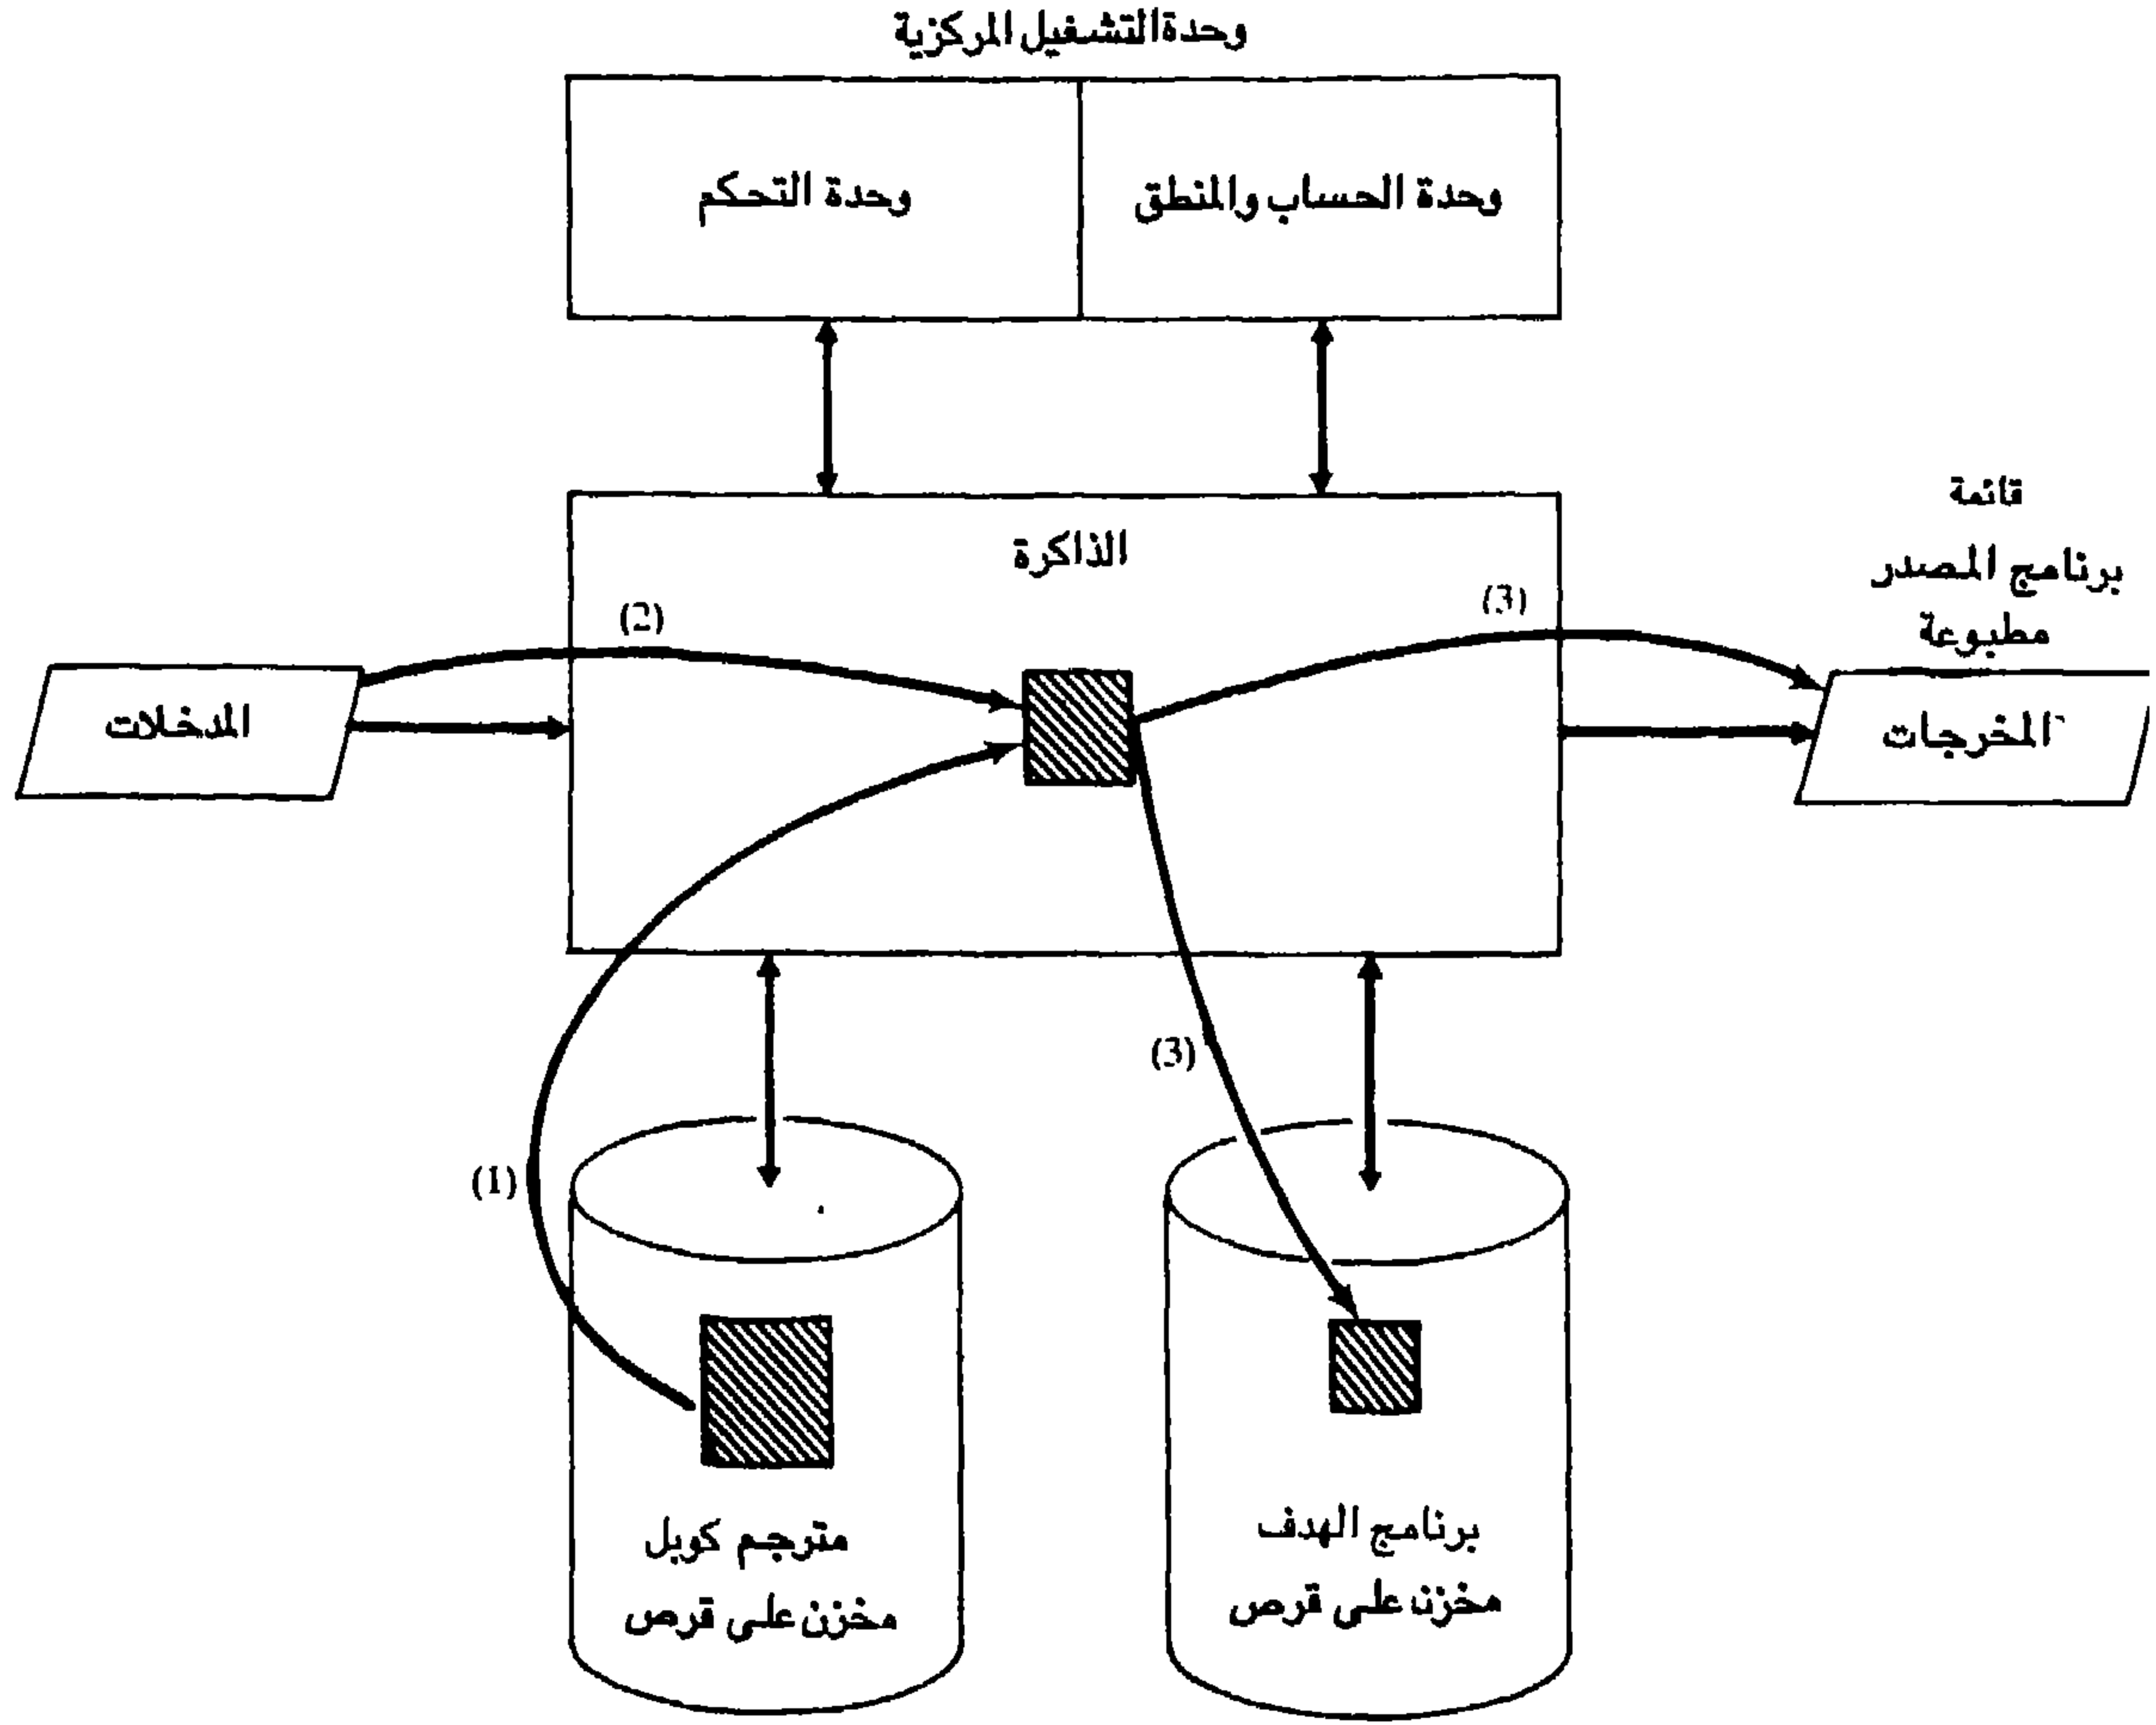 وحدة التشغيل المركزية
وحدة الحساب والمنطق
وحدة التحكم
قائمة
برنامج المصدر
مطبوعة
الذاكرة
(3)
(2)
المخرجات
المدخلات
(3)
(1)
برنامج الهدف
مخزن على قرص
مترجم كوبل
مخزن على قرص